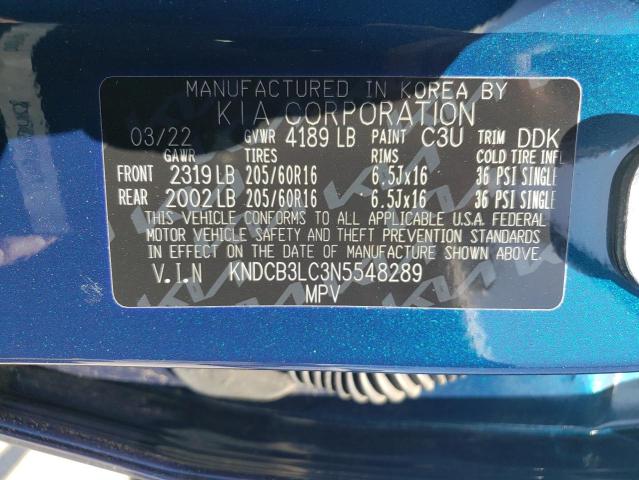 MANUFACTURED IN KOREA BY
KIA CORPORATION
03/22 GVWR 4189 LB PAINT C3U TRIM DDK
GAWR TIRES RIMS COLD TIRE INFL
FRONT 2319 LB 205/60R16 6.5Jx16 36 PSI SINGLE
REAR 2002 LB 205/60R16 6.5Jx16 36 PSI SINGLE
THIS VEHICLE CONFORMS TO ALL APPLICABLE U.S.A. FEDERAL
MOTOR VEHICLE SAFETY AND THEFT PREVENTION STANDARDS
IN EFFECT ON THE DATE OF MANUFACTURE SHOWN ABOVE.
V.I.N KNDCB3LC3N5548289
MPV